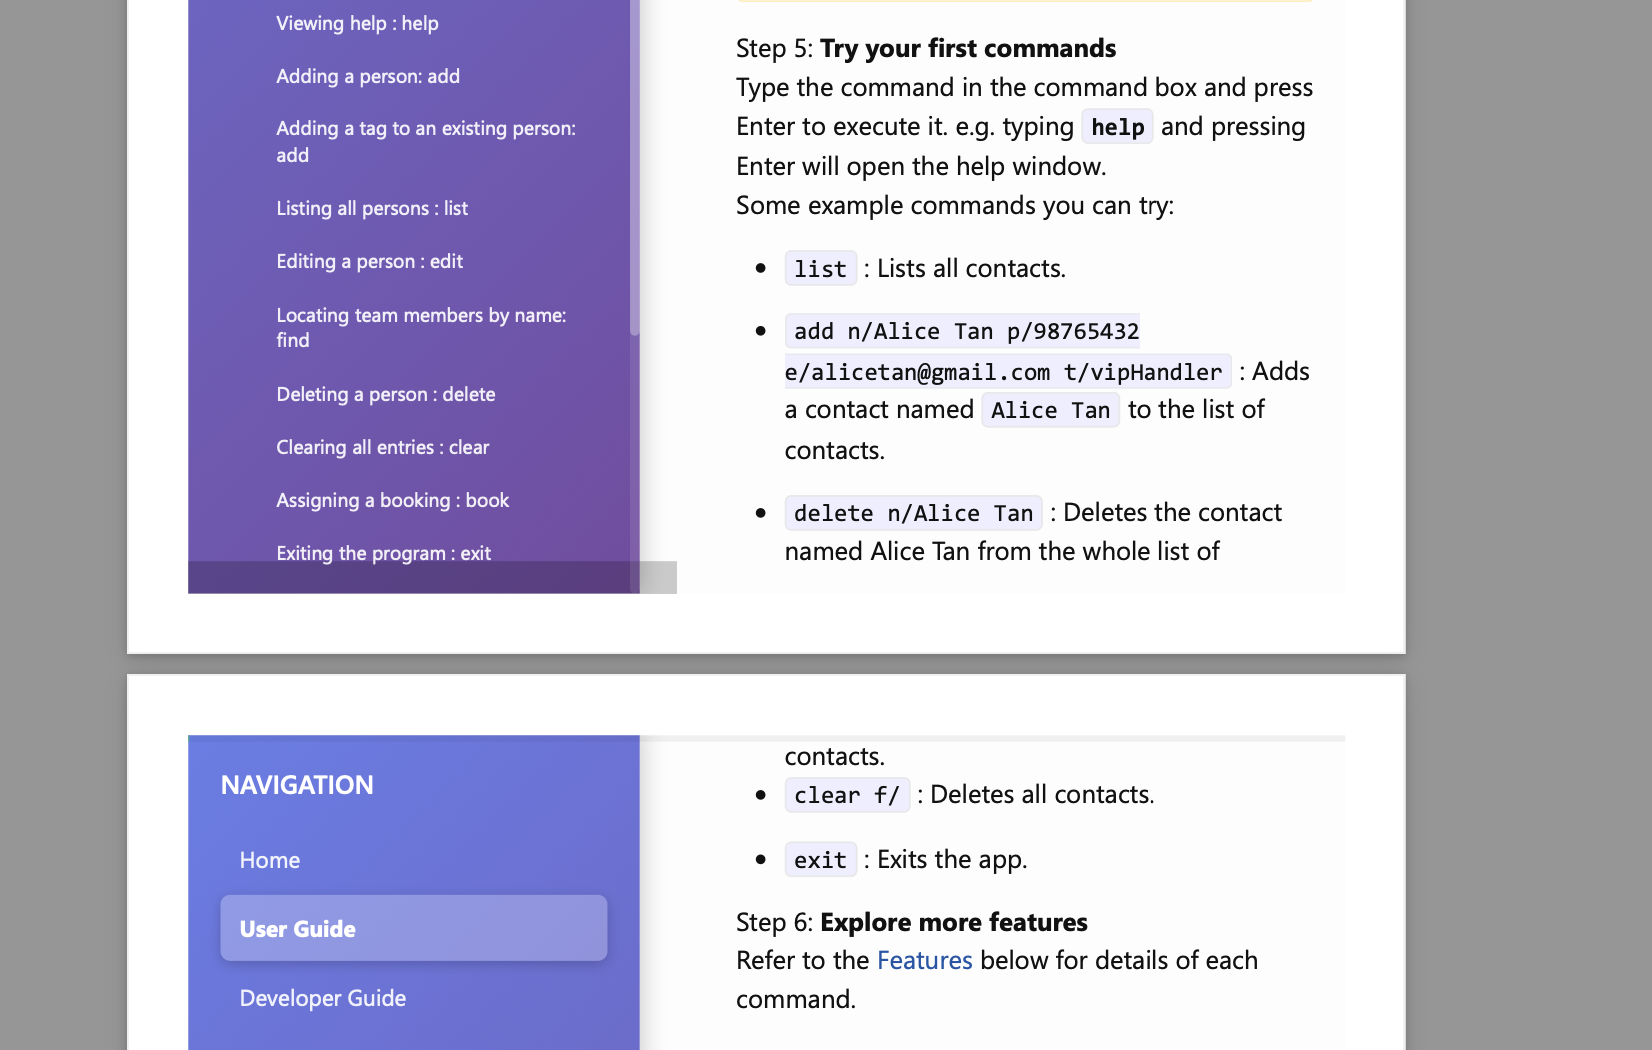 Viewing help : help
Adding a person: add
Adding a tag to an existing person:
add
Listing all persons : list
Editing a person : edit
Locating team members by name:
find
Deleting a person : delete
Clearing all entries : clear
Assigning a booking : book
Exiting the program : exit
Step 5: Try your first commands
Type the command in the command box and press
Enter to execute it. e.g. typing help and pressing
Enter will open the help window.
Some example commands you can try:
• list : Lists all contacts.
• add n/Alice Tan p/98765432
e/alicetan@gmail.com t/vipHandler : Adds
a contact named Alice Tan to the list of
contacts.
• delete n/Alice Tan : Deletes the contact
named Alice Tan from the whole list of
NAVIGATION
Home
User Guide
Developer Guide
contacts.
• clear f/ : Deletes all contacts.
• exit : Exits the app.
Step 6: Explore more features
Refer to the Features below for details of each
command.